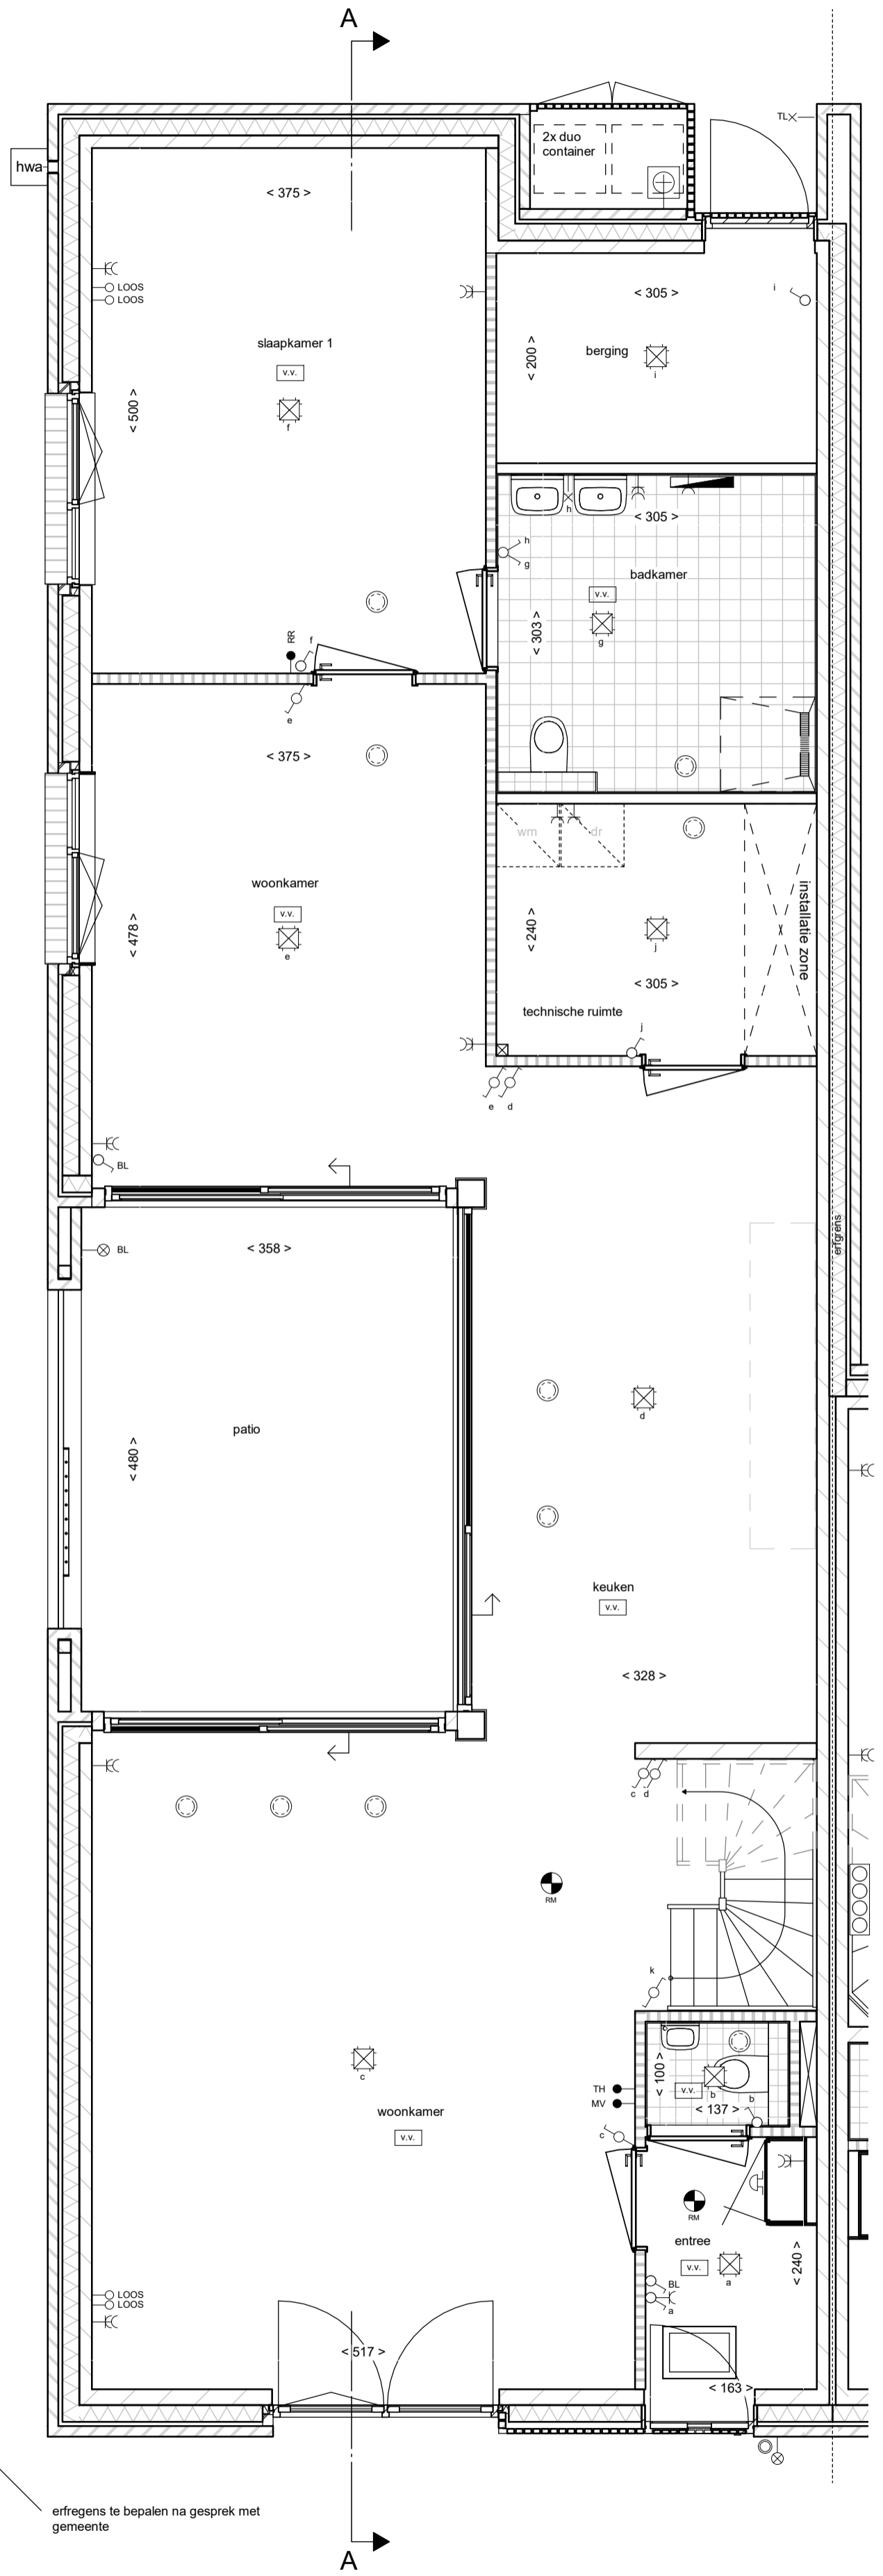 A
TL
2x duo
container
hwa
< 375 >
LOOS
LOOS
< 305 >
i
slaapkamer 1
berging
< 200 >
v.v.
i
< 500 >
f
h
< 305 >
h
g
badkamer
v.v.
< 303 >
g
RR
f
e
< 375 >
wm
dr
woonkamer
v.v.
installatie zone
< 478 >
e
< 240 >
j
< 305 >
technische ruimte
j
e
d
BL
erfgrens
BL
< 358 >
d
patio
< 480 >
keuken
v.v.
< 328 >
c
d
RM
k
c
< 100 >
TH
v.v.
b
b
MV
< 137 >
woonkamer
c
v.v.
RM
entree
< 240 >
v.v.
a
BL
LOOS
LOOS
a
< 517 >
< 163 >
erfregens te bepalen na gesprek met
gemeente
A